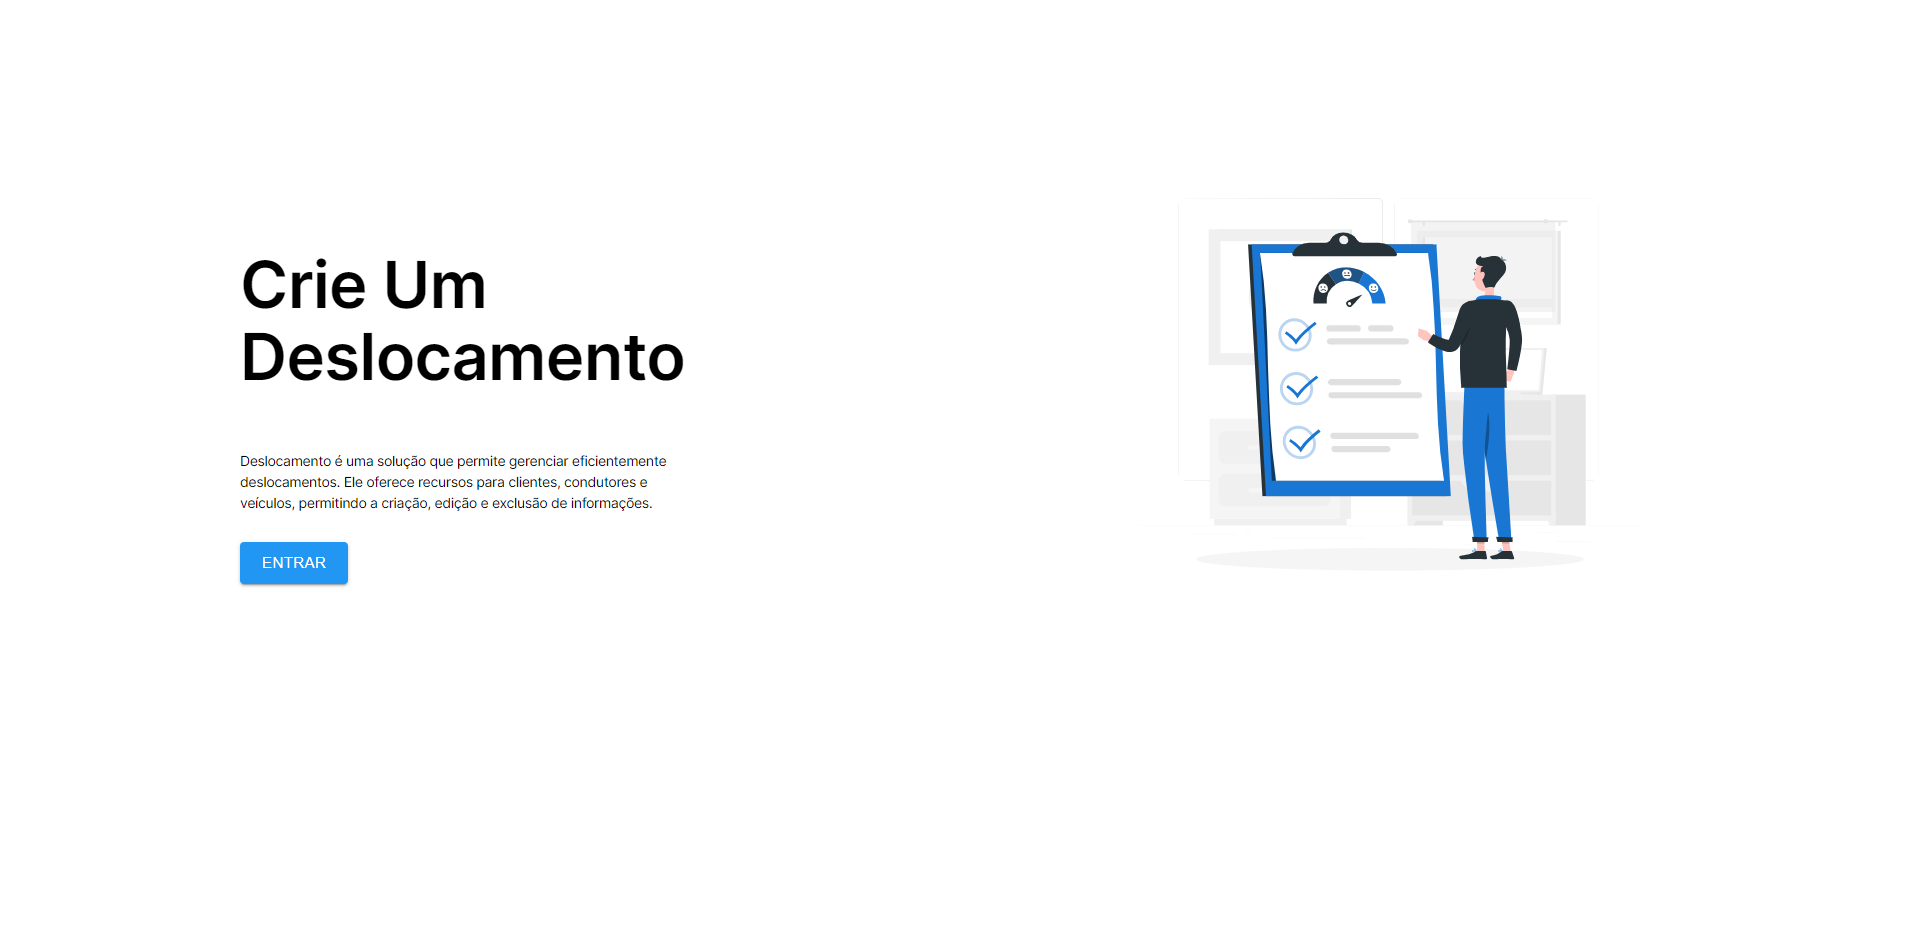 Crie Um
Deslocamento
Deslocamento é uma solução que permite gerenciar eficientemente
deslocamentos. Ele oferece recursos para clientes, condutores e
veículos, permitindo a criação, edição e exclusão de informações.
ENTRAR